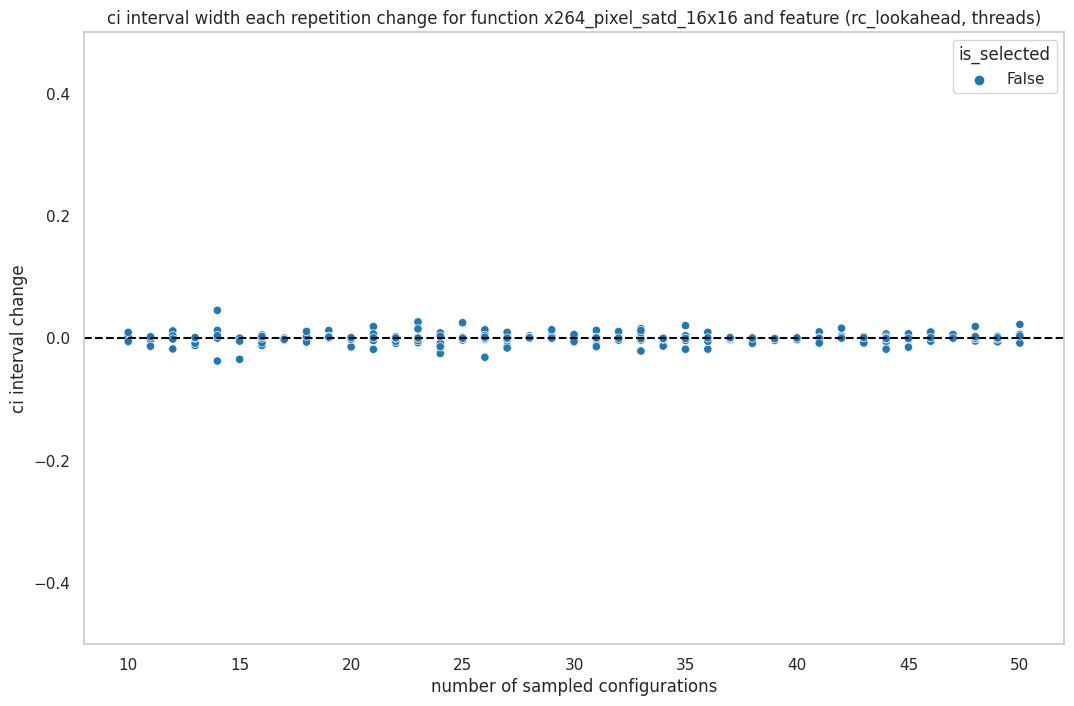 ci interval width each repetition change for function x264_pixel_satd_16x16 and feature (rc_lookahead, threads)
is_selected
False
ci interval change
0.4
0.2
0.0
−0.2
−0.4
10 15 20 25 30 35 40 45 50
number of sampled configurations